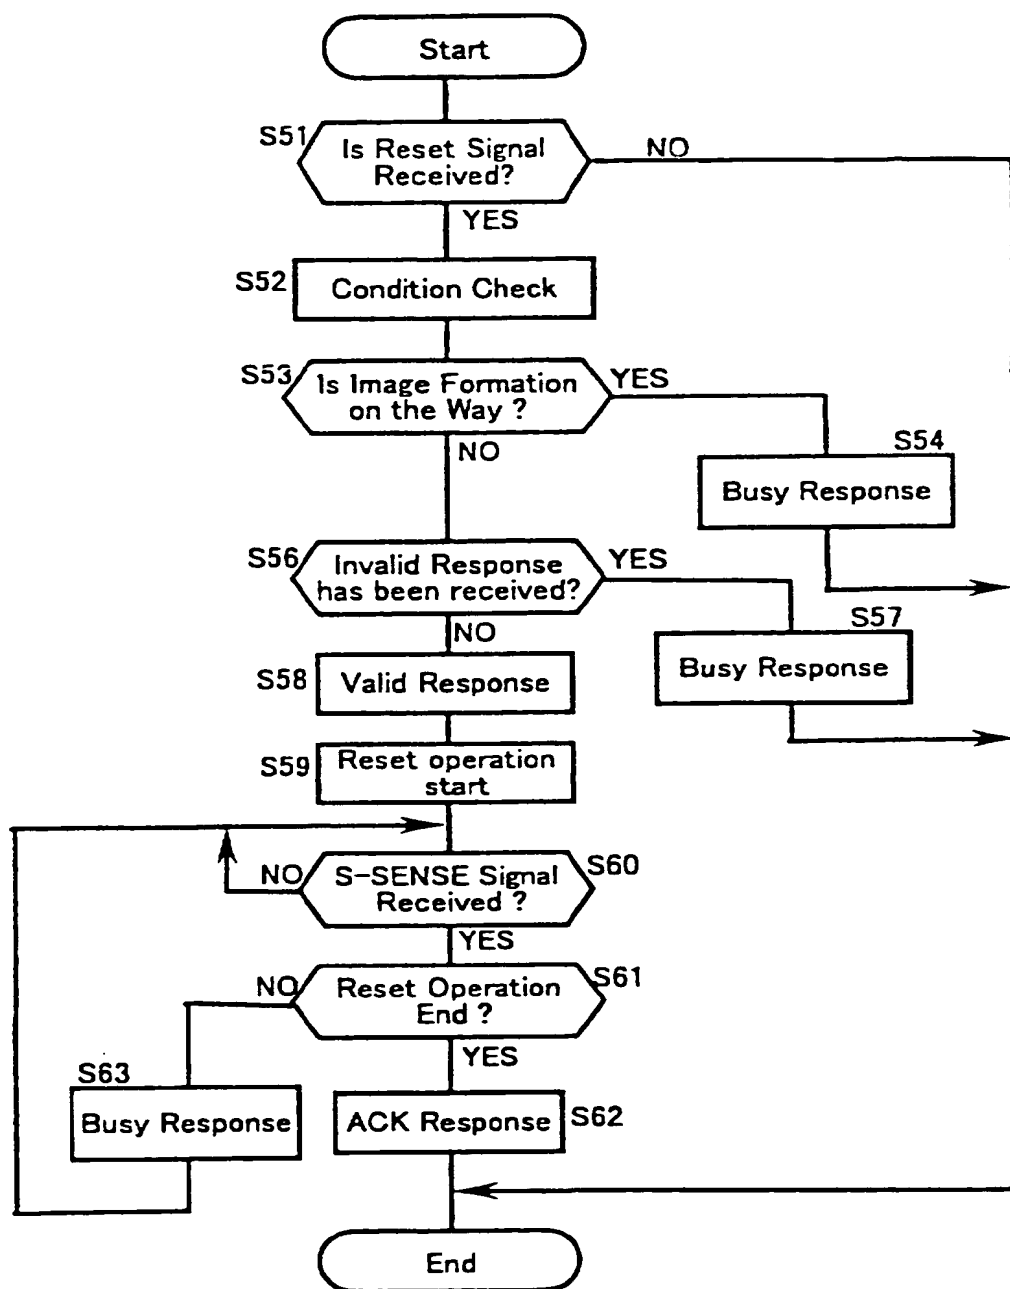 Start
S51
Is Reset Signal
Received?
NO
YES
S52
Condition Check
S53
Is Image Formation
on the Way ?
YES
NO
S54
Busy Response
S56
Invalid Response
has been received?
YES
NO
S57
Busy Response
S58
Valid Response
S59
Reset operation
start
NO
S-SENSE Signal
Received ?
S60
YES
NO
Reset Operation
End ?
S61
YES
S63
Busy Response
ACK Response
S62
End